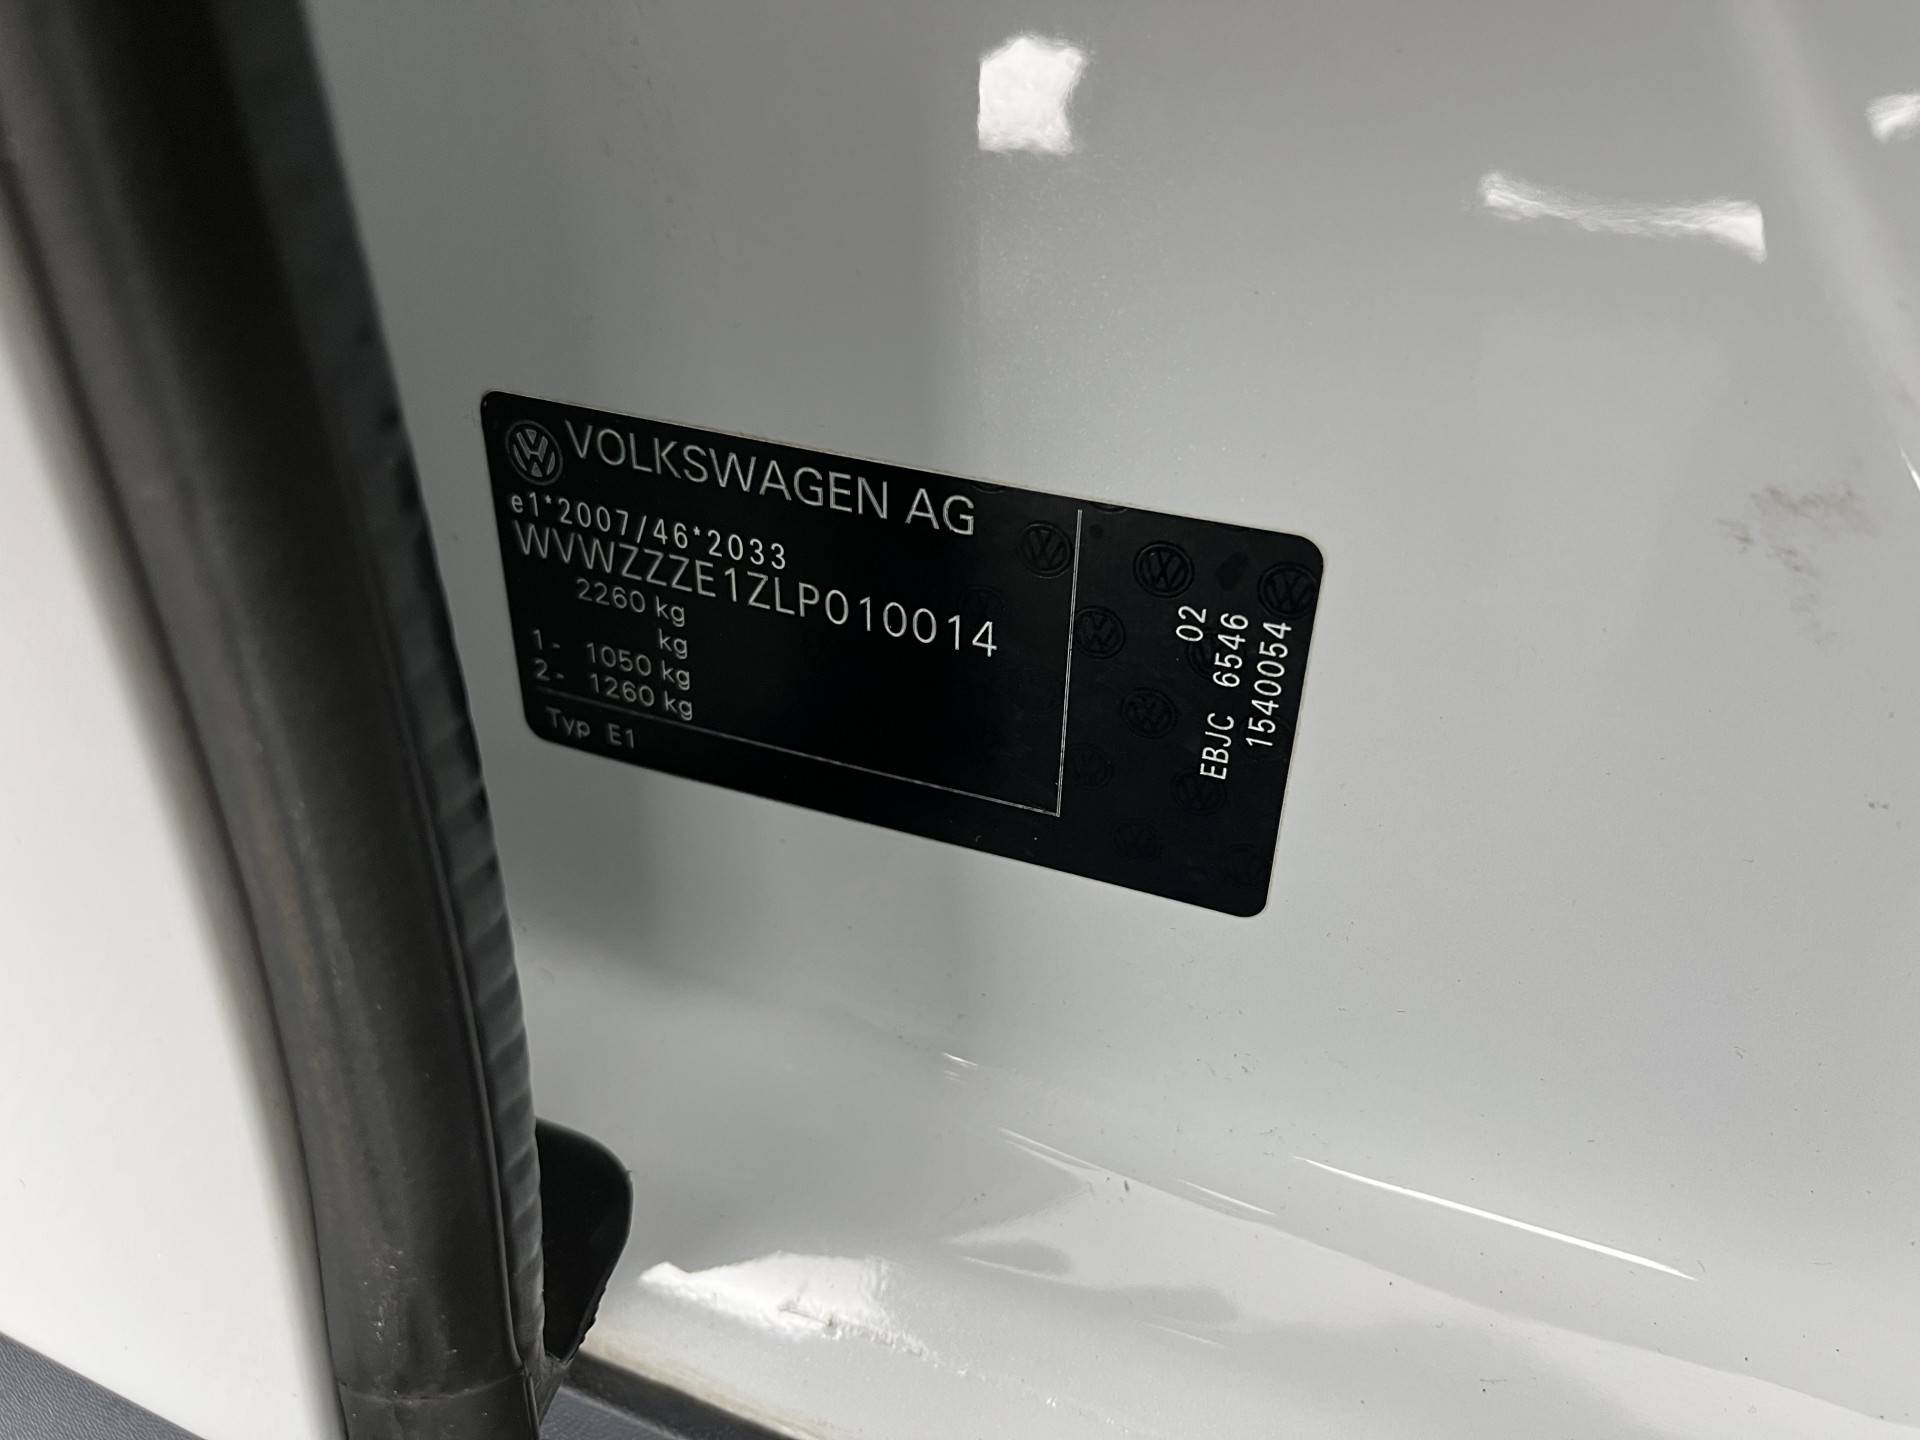 VOLKSWAGEN AG
e1*2007/46*2033
WVWZZZE1ZLP010014
2260 kg
kg
1- 1050 kg
2- 1260 kg
Typ E1
02
EBJC 6546
1540054